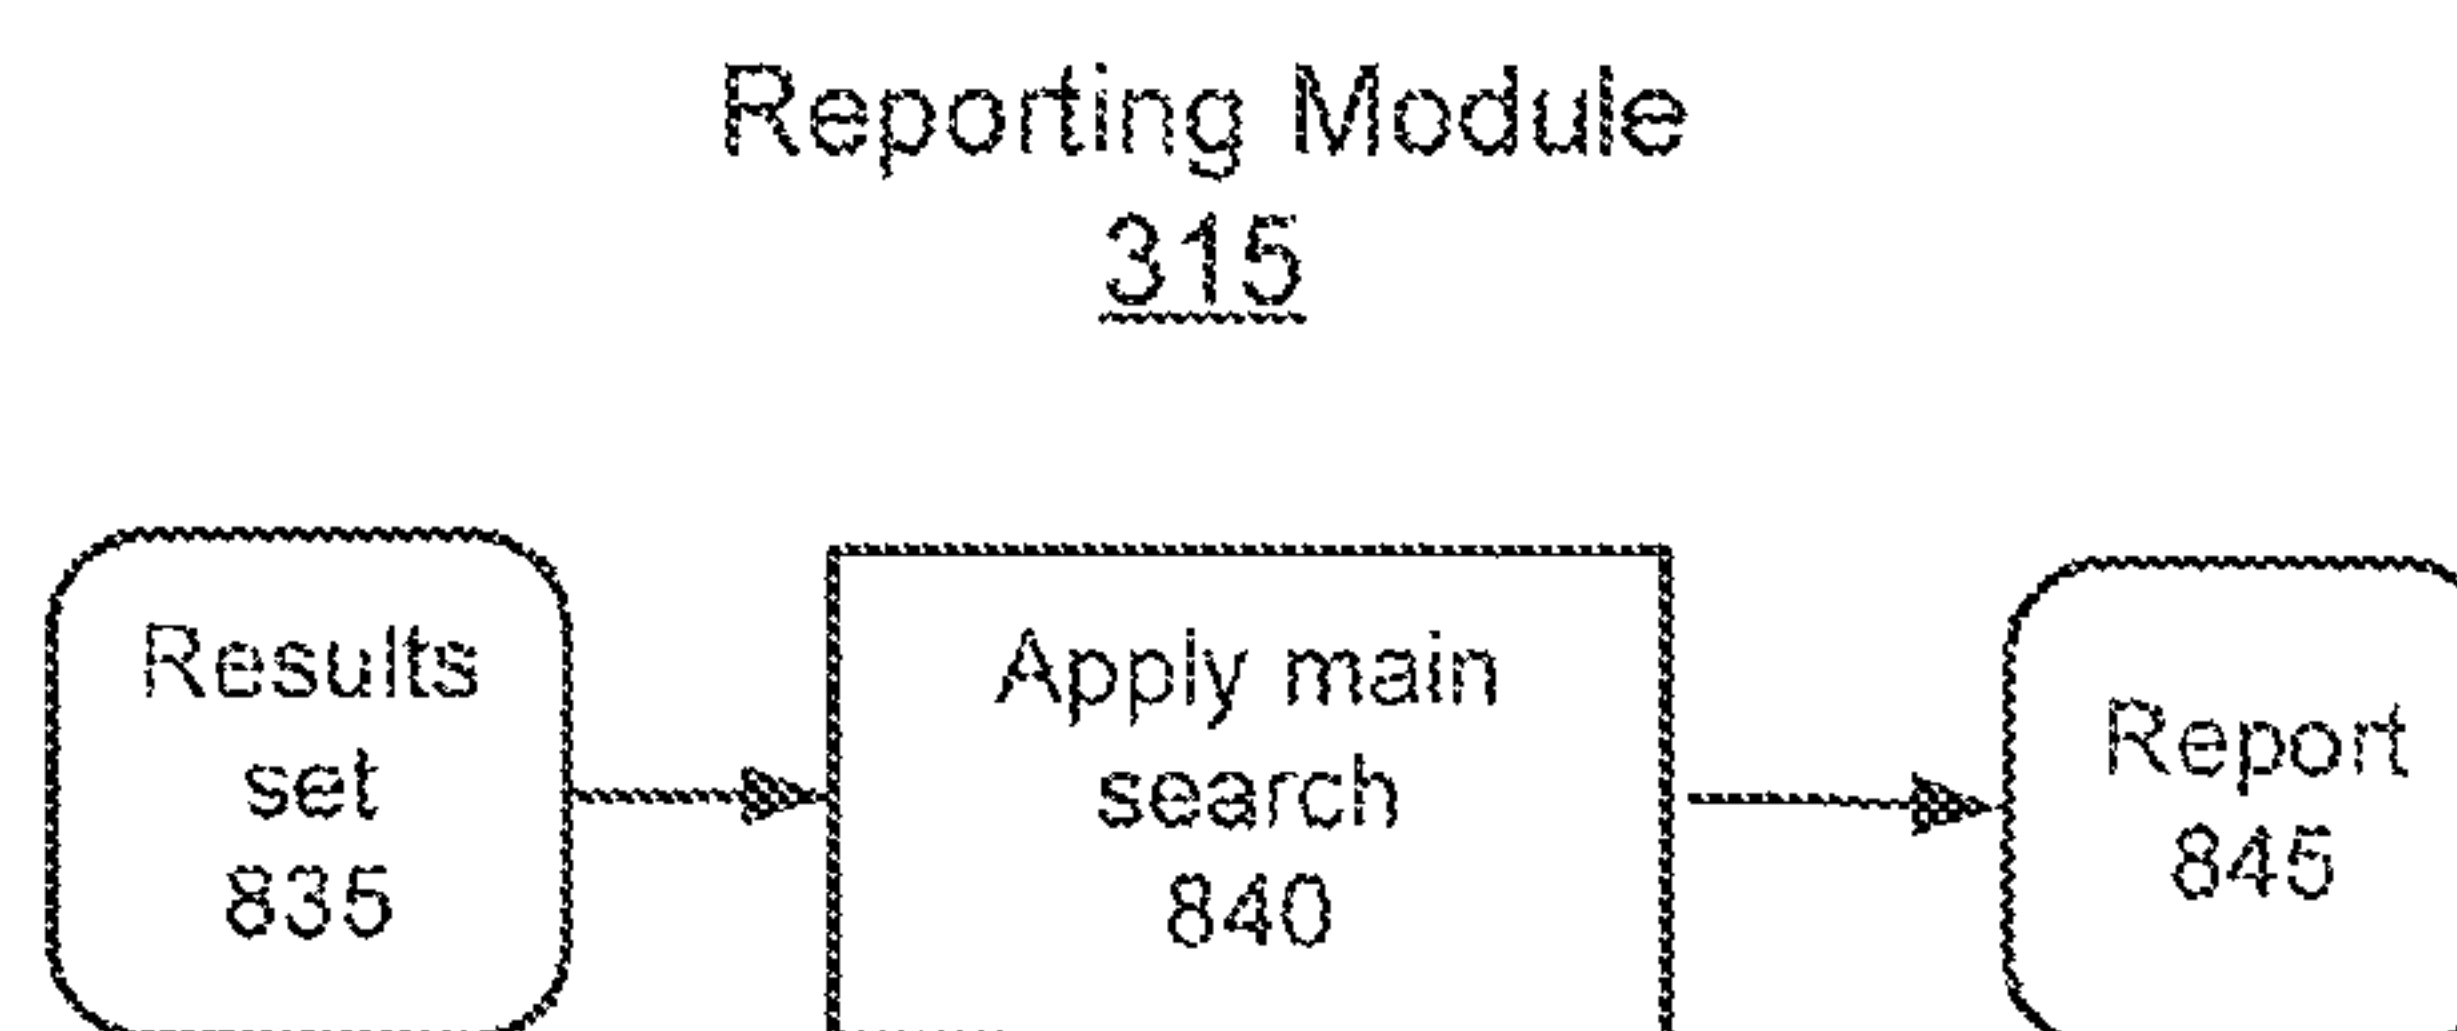 Reporting Module
315
Results
set
835
Apply main
search
840
Report
845